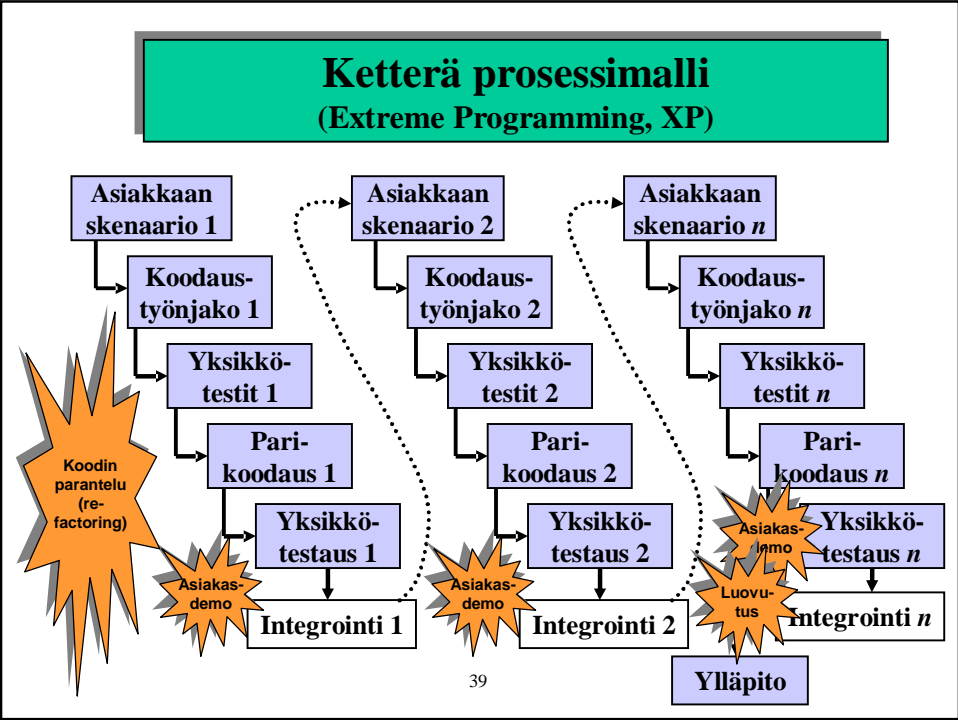 Ketterä prosessimalli
(Extreme Programming, XP)
Asiakkaan
skenaario 1
Koodaus-
työnjako 1
Yksikkö-
testit 1
Pari-
koodaus 1
Yksikkö-
testaus 1
Integrointi 1
Koodin
parantelu
(re-
factoring)
Asiakas-
demo
Asiakkaan
skenaario 2
Koodaus-
työnjako 2
Yksikkö-
testit 2
Pari-
koodaus 2
Yksikkö-
testaus 2
Integrointi 2
Asiakas-
demo
Asiakkaan
skenaario n
Koodaus-
työnjako n
Yksikkö-
testit n
Pari-
koodaus n
Yksikkö-
testaus n
Integrointi n
Asiakas-
demo
Luovu-
tus
Ylläpito
39